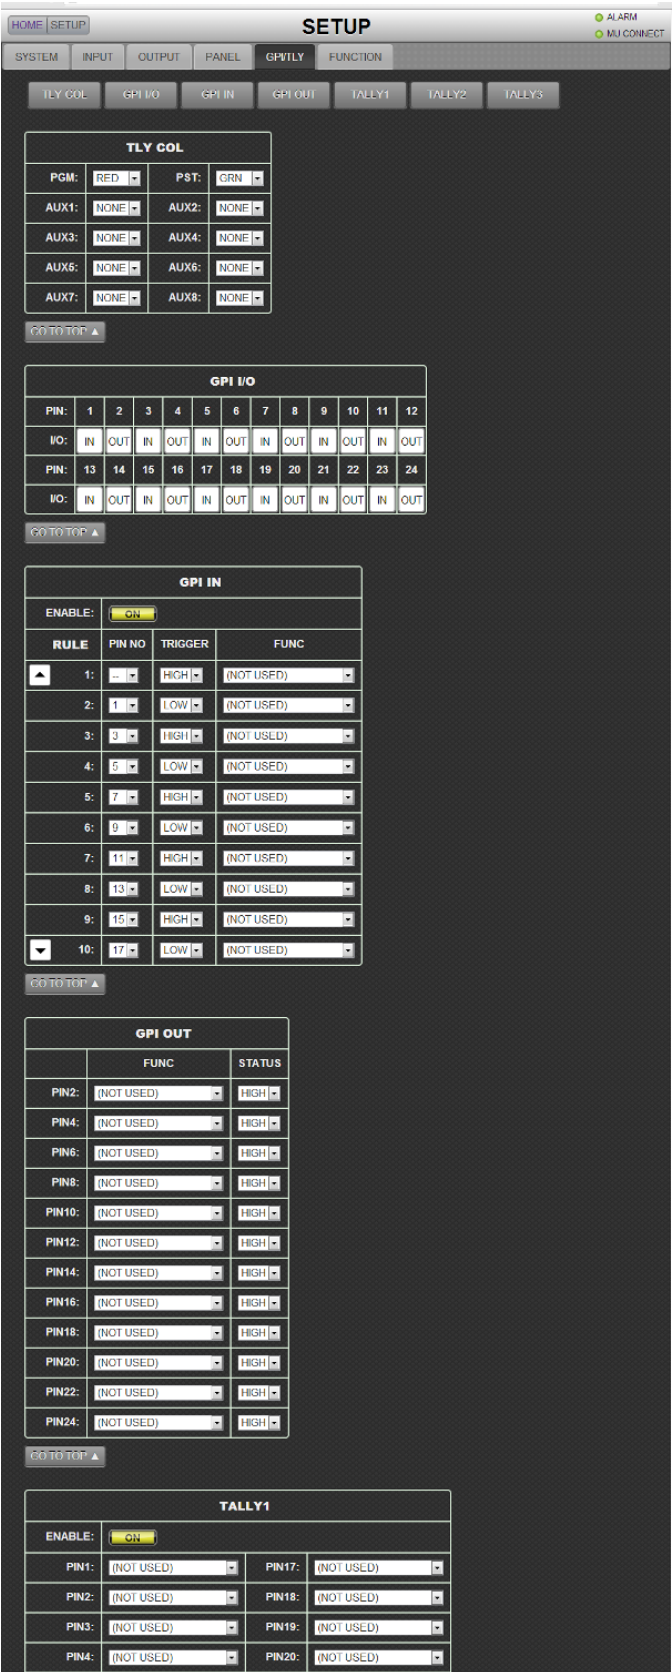 HOME SETUP SETUP ALARM
MU CONNECT
SYSTEM INPUT OUTPUT PANEL GPI/TLY FUNCTION
TLY COL GPI I/O GPI IN GPI OUT TALLY1 TALLY2 TALLY3
TLY COL
PGM: RED PST: GRN
AUX1: NONE AUX2: NONE
AUX3: NONE AUX4: NONE
AUX5: NONE AUX6: NONE
AUX7: NONE AUX8: NONE
GO TO TOP ▲
GPI I/O
PIN: 1 2 3 4 5 6 7 8 9 10 11 12
I/O: IN OUT IN OUT IN OUT IN OUT IN OUT IN OUT
PIN: 13 14 15 16 17 18 19 20 21 22 23 24
I/O: IN OUT IN OUT IN OUT IN OUT IN OUT IN OUT
GO TO TOP ▲
GPI IN
ENABLE: ON
RULE PIN NO TRIGGER FUNC
1: -- HIGH (NOT USED)
2: 1 LOW (NOT USED)
3: 3 HIGH (NOT USED)
4: 5 LOW (NOT USED)
5: 7 HIGH (NOT USED)
6: 9 LOW (NOT USED)
7: 11 HIGH (NOT USED)
8: 13 LOW (NOT USED)
9: 15 HIGH (NOT USED)
10: 17 LOW (NOT USED)
GO TO TOP ▲
GPI OUT
FUNC STATUS
PIN2: (NOT USED) HIGH
PIN4: (NOT USED) HIGH
PIN6: (NOT USED) HIGH
PIN8: (NOT USED) HIGH
PIN10: (NOT USED) HIGH
PIN12: (NOT USED) HIGH
PIN14: (NOT USED) HIGH
PIN16: (NOT USED) HIGH
PIN18: (NOT USED) HIGH
PIN20: (NOT USED) HIGH
PIN22: (NOT USED) HIGH
PIN24: (NOT USED) HIGH
GO TO TOP ▲
TALLY1
ENABLE: ON
PIN1: (NOT USED) PIN17: (NOT USED)
PIN2: (NOT USED) PIN18: (NOT USED)
PIN3: (NOT USED) PIN19: (NOT USED)
PIN4: (NOT USED) PIN20: (NOT USED)